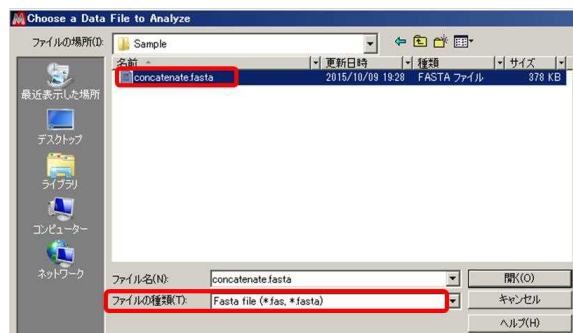 Choose a Data File to Analyze
ファイルの場所(I):
Sample
名前
更新日時
種類
サイズ
concatenate.fasta
2015/10/09 19:28
FASTA ファイル
378 KB
最近表示した場所
デスクトップ
ライブラリ
コンピューター
ネットワーク
ファイル名(N):
concatenate.fasta
開く(O)
ファイルの種類(T):
Fasta file (*.fas, *.fasta)
キャンセル
ヘルプ(H)